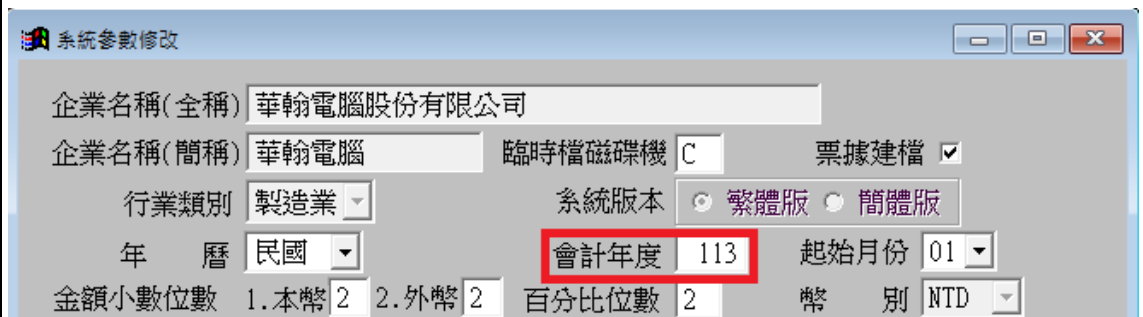 系統參數修改
企業名稱(全稱) 華翰電腦股份有限公司
企業名稱(簡稱) 華翰電腦 臨時檔磁碟機 C 票據建檔
行業類別 製造業 系統版本 繁體版 簡體版
年 曆 民國 會計年度 113 起始月份 01
金額小數位數 1.本幣 2 2.外幣 2 百分比位數 2 幣 別 NTD